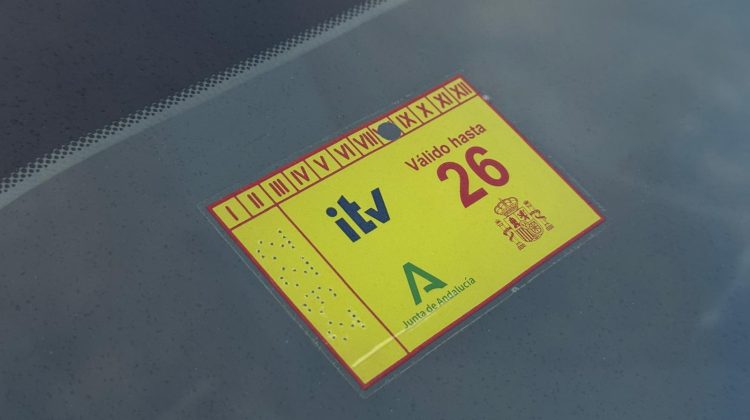 I II III IV V VI VII IX X XI XII
Válido hasta
26
itv
A
Junta de Andalucía